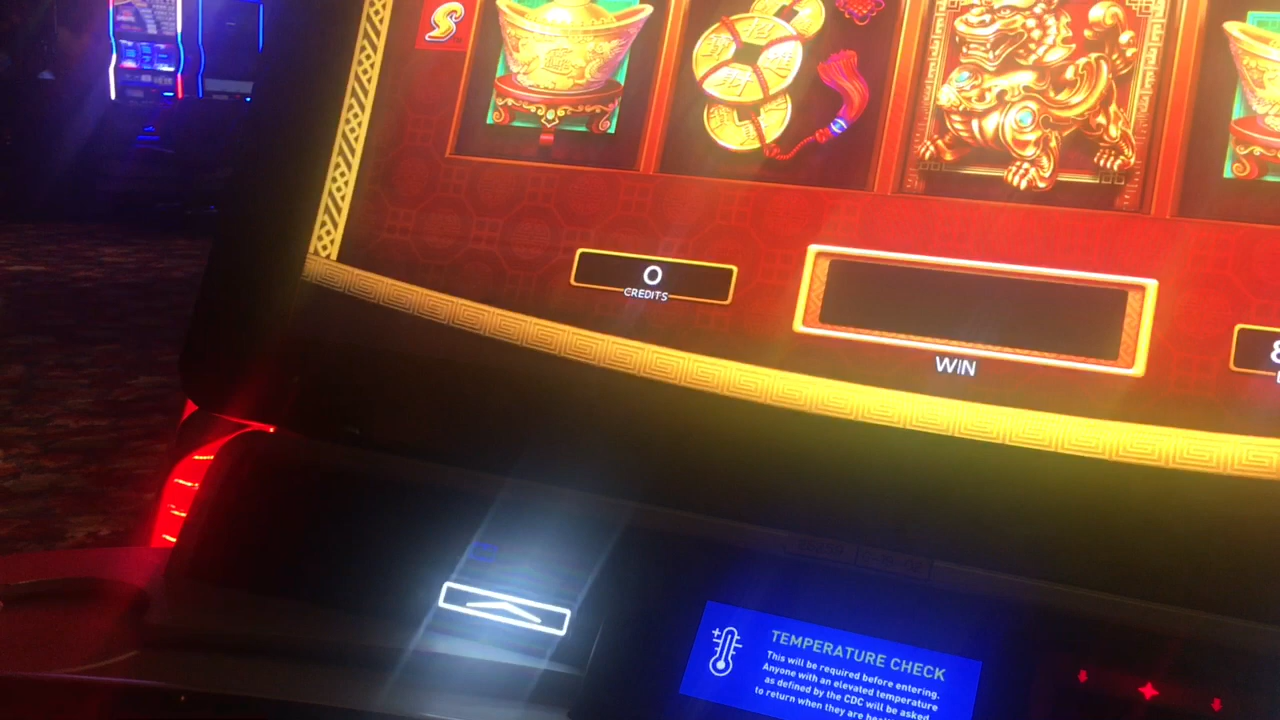 0
CREDITS
WIN
8
TEMPERATURE CHECK
This will be required before entering.
Anyone with an elevated temperature
as defined by the CDC will be asked
to return when they are